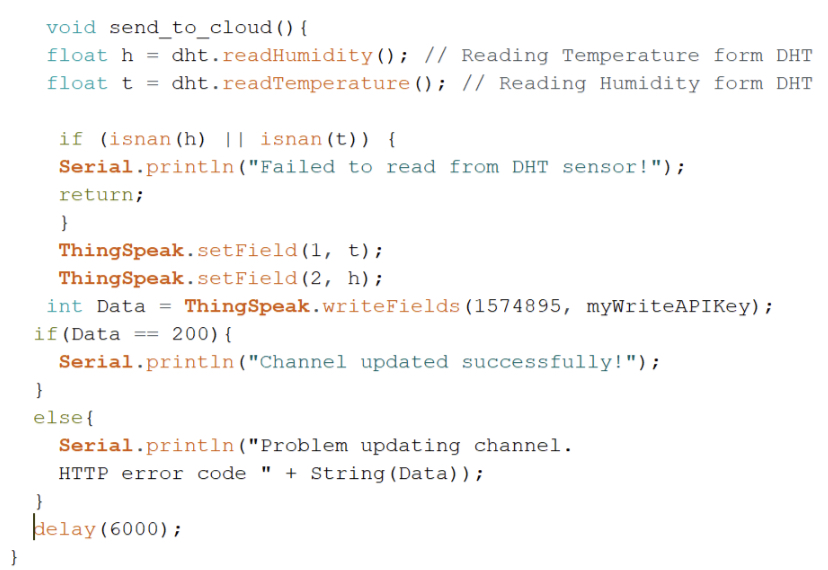 void send_to_cloud(){
float h = dht.readHumidity(); // Reading Temperature form DHT
float t = dht.readTemperature(); // Reading Humidity form DHT
if (isnan(h) || isnan(t)) {
Serial.println("Failed to read from DHT sensor!");
return;
}
ThingSpeak.setField(1, t);
ThingSpeak.setField(2, h);
int Data = ThingSpeak.writeFields(1574895, myWriteAPIKey);
if(Data == 200){
Serial.println("Channel updated successfully!");
}
else{
Serial.println("Problem updating channel.
HTTP error code " + String(Data));
}
delay(6000);
}